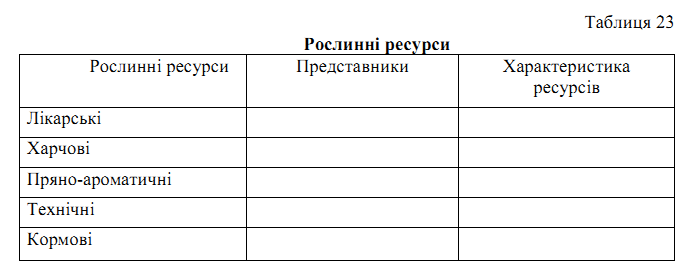 Таблиця 23
Рослинні ресурси
Рослинні ресурси Представники Характеристика
ресурсів
Лікарські
Харчові
Пряно-ароматичні
Технічні
Кормові